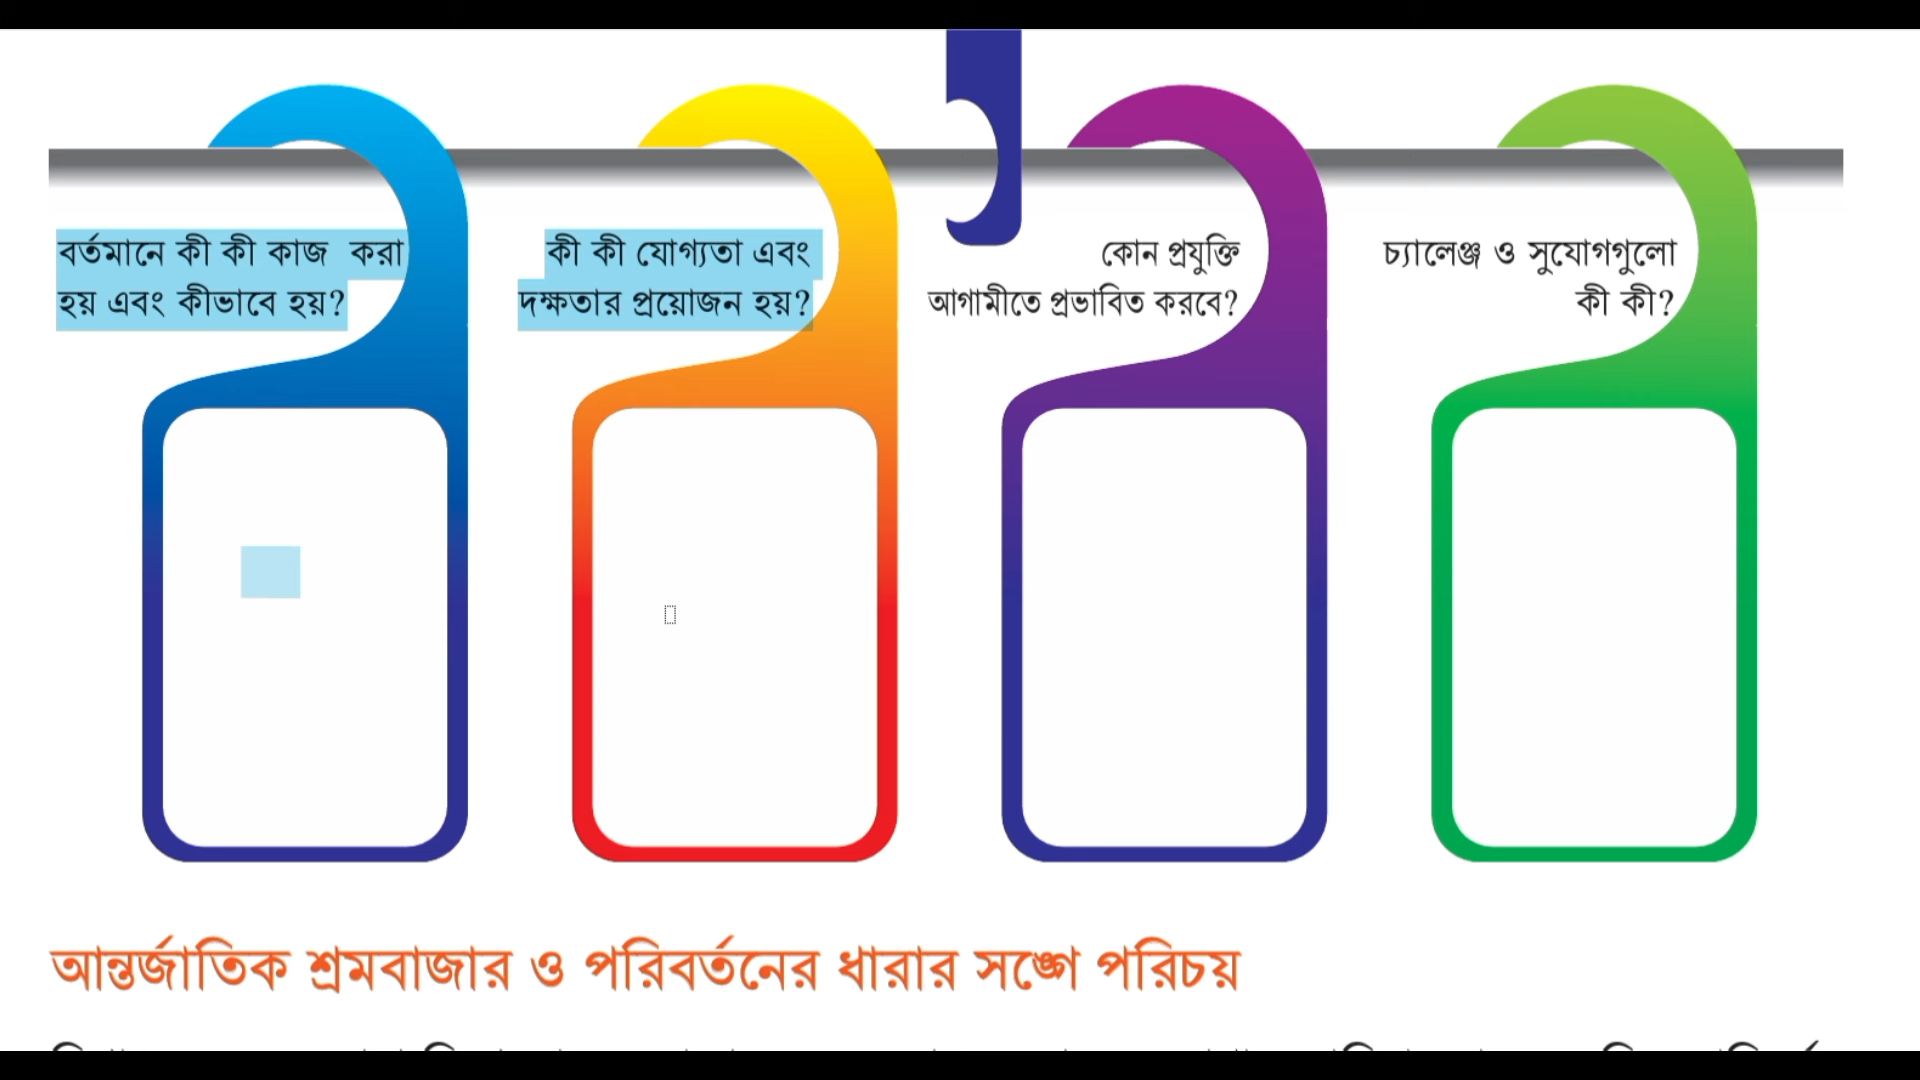 বর্তমানে কী কী কাজ করা
হয় এবং কীভাবে হয়?
কী কী যোগ্যতা এবং
দক্ষতার প্রয়োজন হয়?
কোন প্রযুক্তি
আগামীতে প্রভাবিত করবে?
চ্যালেঞ্জ ও সুযোগগুলো
কী কী?
আন্তর্জাতিক শ্রমবাজার ও পরিবর্তনের ধারার সঙ্গে পরিচয়